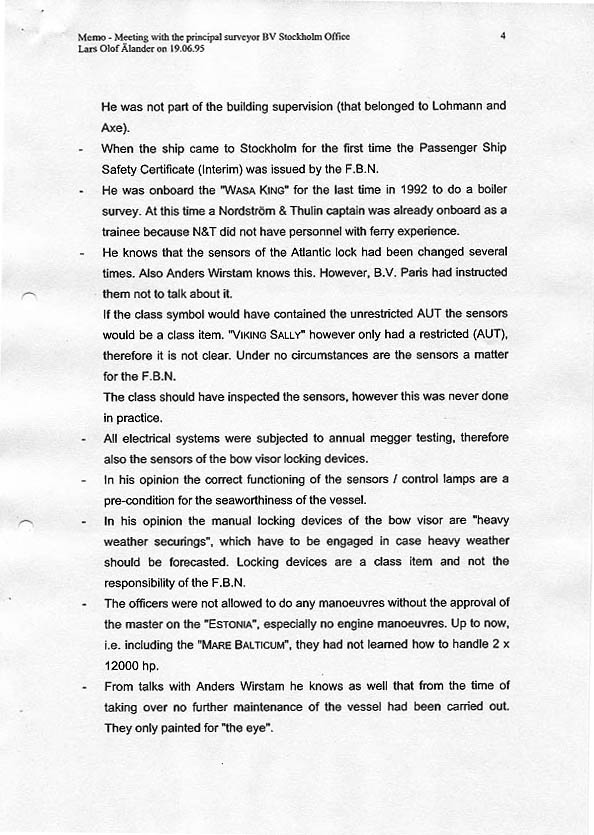 Memo - Meeting with the principal surveyor BV Stockholm Office 4
Lars Olof Ålander on 19.06.95
He was not part of the building supervision (that belonged to Lohmann and
Axe).
- When the ship came to Stockholm for the first time the Passenger Ship
Safety Certificate (Interim) was issued by the F.B.N.
- He was onboard the "WASA KING" for the last time in 1992 to do a boiler
survey. At this time a Nordström & Thulin captain was already onboard as a
trainee because N&T did not have personnel with ferry experience.
- He knows that the sensors of the Atlantic lock had been changed several
times. Also Anders Wirstam knows this. However, B.V. Paris had instructed
them not to talk about it.
If the class symbol would have contained the unrestricted AUT the sensors
would be a class item. "VIKING SALLY" however only had a restricted (AUT),
therefore it is not clear. Under no circumstances are the sensors a matter
for the F.B.N.
The class should have inspected the sensors, however this was never done
in practice.
- All electrical systems were subjected to annual megger testing, therefore
also the sensors of the bow visor locking devices.
- In his opinion the correct functioning of the sensors / control lamps are a
pre-condition for the seaworthiness of the vessel.
- In his opinion the manual locking devices of the bow visor are "heavy
weather securings", which have to be engaged in case heavy weather
should be forecasted. Locking devices are a class item and not the
responsibility of the F.B.N.
- The officers were not allowed to do any manoeuvres without the approval of
the master on the "ESTONIA", especially no engine manoeuvres. Up to now,
i.e. including the "MARE BALTICUM", they had not learned how to handle 2 x
12000 hp.
- From talks with Anders Wirstam he knows as well that from the time of
taking over no further maintenance of the vessel had been carried out.
They only painted for "the eye".